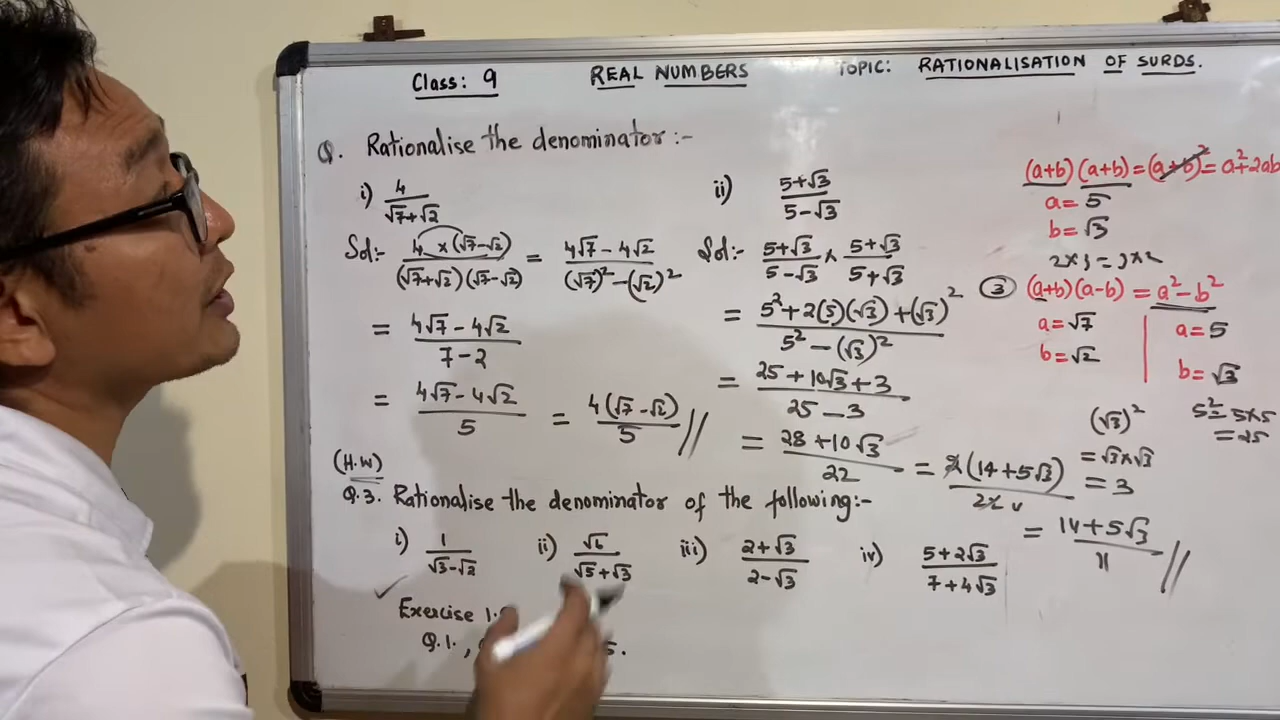 Class: 9 REAL NUMBERS TOPIC: RATIONALISATION OF SURDS.
Q. Rationalise the denominator:-
i) 4/(√7+√2)
Sol:- 4×(√7-√2)/(√7+√2)(√7-√2) = (4√7-4√2)/((√7)²-(√2)²)
= (4√7-4√2)/(7-2)
= (4√7-4√2)/5 = 4(√7-√2)/5 //
ii) (5+√3)/(5-√3)
Sol:- (5+√3)/(5-√3) × (5+√3)/(5+√3)
= (5²+2(5)(√3)+(√3)²)/(5²-(√3)²)
= (25+10√3+3)/(25-3)
= (28+10√3)/22 = 2(14+5√3)/
= (14+5√3)/11 //
(a+b)(a+b)=(a+b)²=a²+2ab
a=5
b=√3
③ (a+b)(a-b) = a²-b²
a=√7
b=√2
a=5
b=√3
(√3)²
= √3×√3
= 3
5²=5×5
=25
(H.W)
Q.3. Rationalise the denominator of the following:-
i) 1/(√3-√2) ii) √6/(√5+√3) iii) (2+√3)/(2-√3) iv) (5+2√3)/(7+4√3)
Exercise 1.
Q.1.,